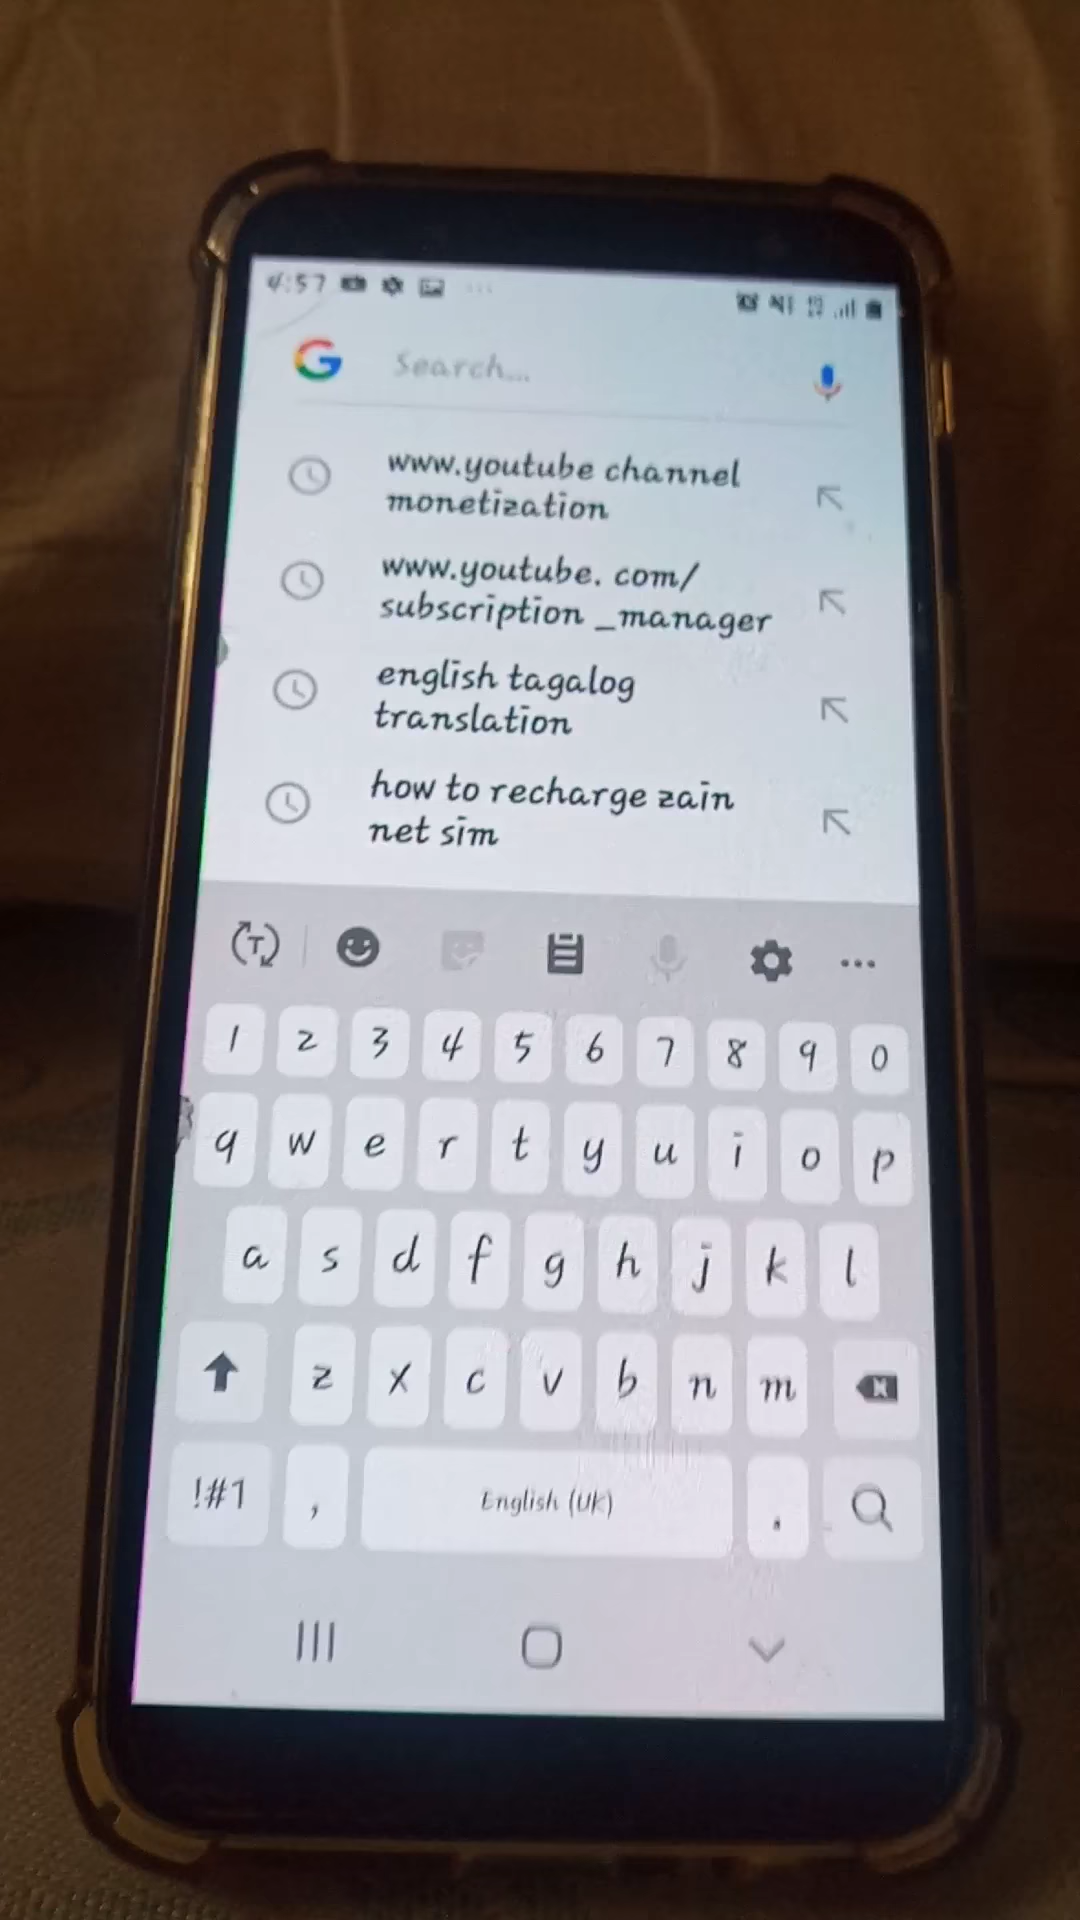 4:57
Search...
www.youtube channel
monetization
www.youtube. com/
subscription _manager
english tagalog
translation
how to recharge zain
net sim
1 2 3 4 5 6 7 8 9 0
q w e r t y u i o p
a s d f g h j k l
z x c v b n m
!#1 , English (UK) .